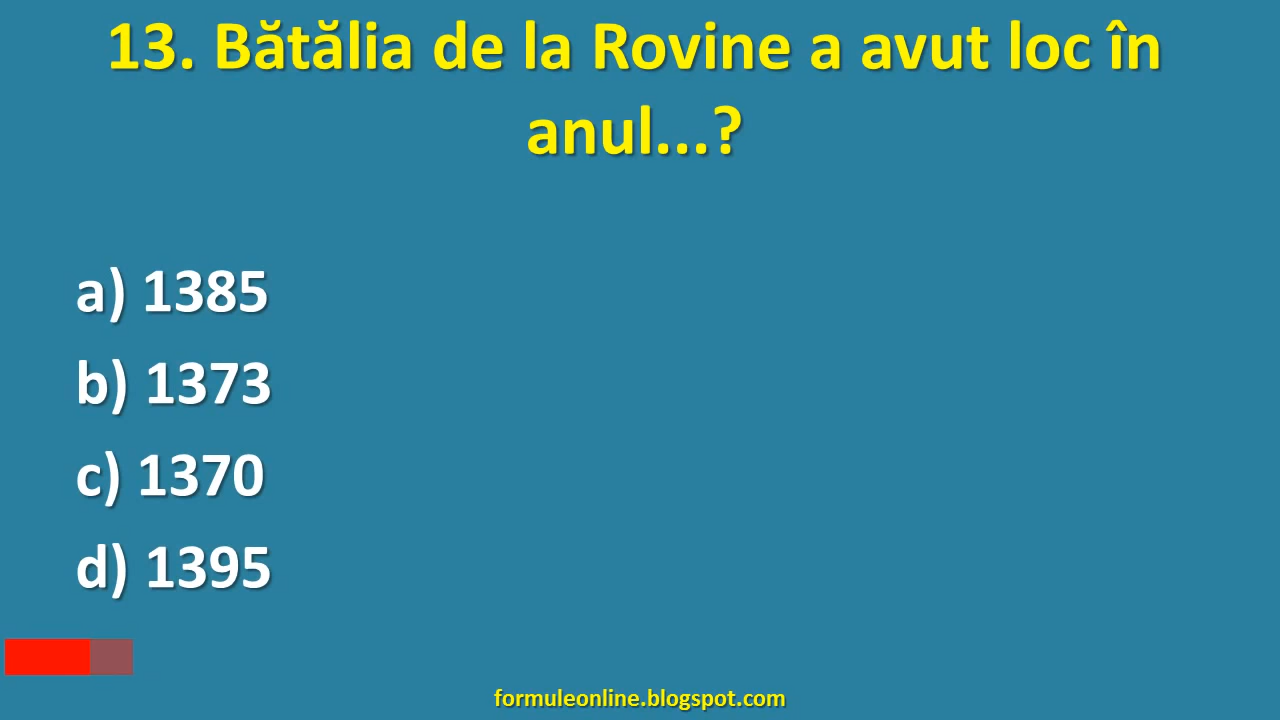 13. Bătălia de la Rovine a avut loc în
anul...?
a) 1385
b) 1373
c) 1370
d) 1395
formuleonline.blogspot.com